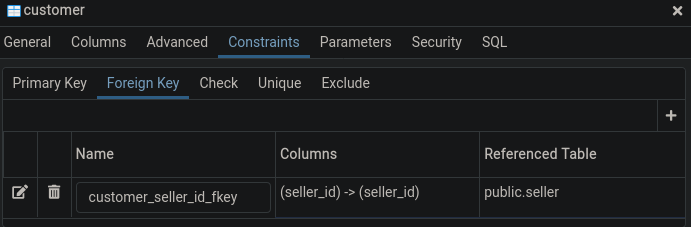 customer
General Columns Advanced Constraints Parameters Security SQL
Primary Key Foreign Key Check Unique Exclude
Name Columns Referenced Table
customer_seller_id_fkey (seller_id) -> (seller_id) public.seller